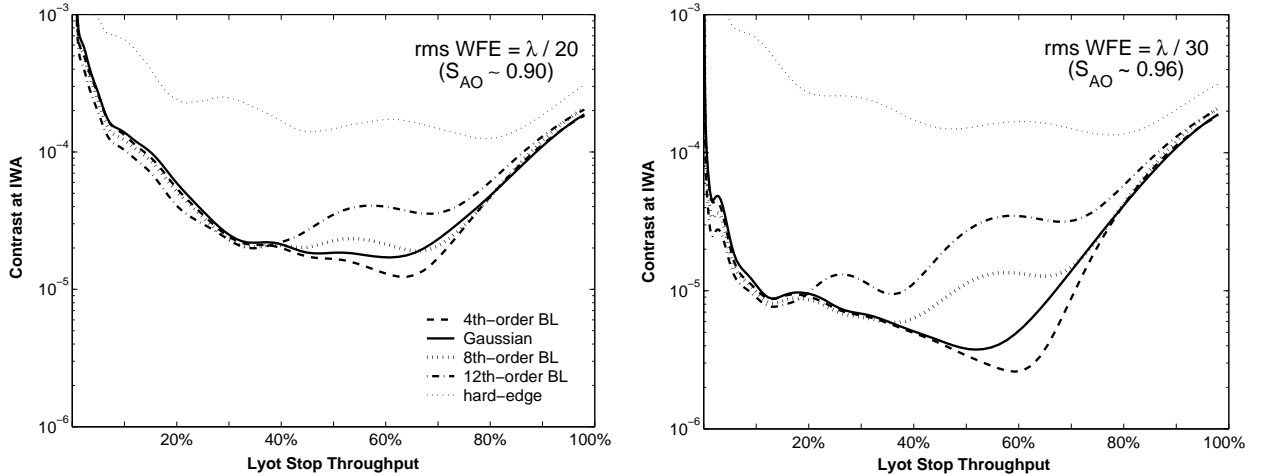 10⁻³
10⁻⁴
10⁻⁵
10⁻⁶
Contrast at IWA
rms WFE = λ / 20
(S_AO ~ 0.90)
4th−order BL
Gaussian
8th−order BL
12th−order BL
hard−edge
20% 40% 60% 80% 100%
Lyot Stop Throughput
10⁻³
10⁻⁴
10⁻⁵
10⁻⁶
Contrast at IWA
rms WFE = λ / 30
(S_AO ~ 0.96)
20% 40% 60% 80% 100%
Lyot Stop Throughput